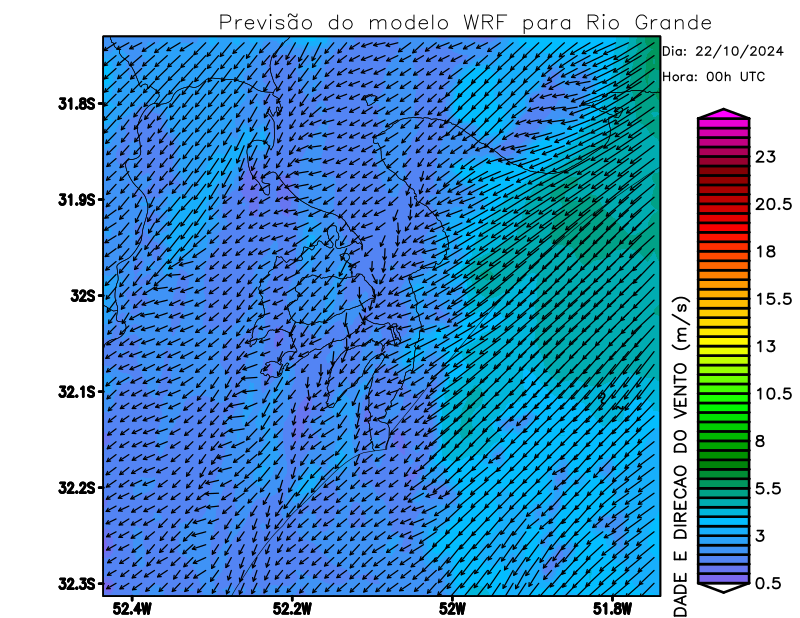 Previsão do modelo WRF para Rio Grande
Dia: 22/10/2024
Hora: 00h UTC
31.8S
31.9S
32S
32.1S
32.2S
32.3S
52.4W
52.2W
52W
51.8W
23
20.5
18
15.5
13
10.5
8
5.5
3
0.5
DADE E DIRECAO DO VENTO (m/s)